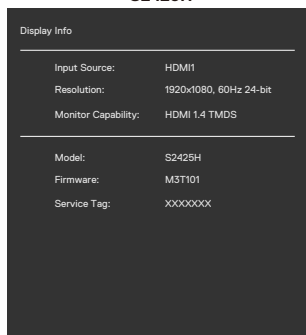 Display Info
Input Source: HDMI1
Resolution: 1920x1080, 60Hz 24-bit
Monitor Capability: HDMI 1.4 TMDS
Model: S2425H
Firmware: M3T101
Service Tag: XXXXXXX